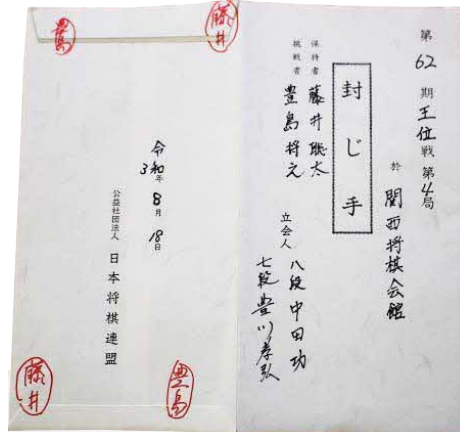 第62期王位戦第4局
於 関西将棋会館
封じ手
保持者 藤井聡太
挑戦者 豊島将之
立会人 八段 中田功
七段 豊川孝弘
藤井
豊島
令和3年8月18日
公益社団法人 日本将棋連盟
豊島
藤井